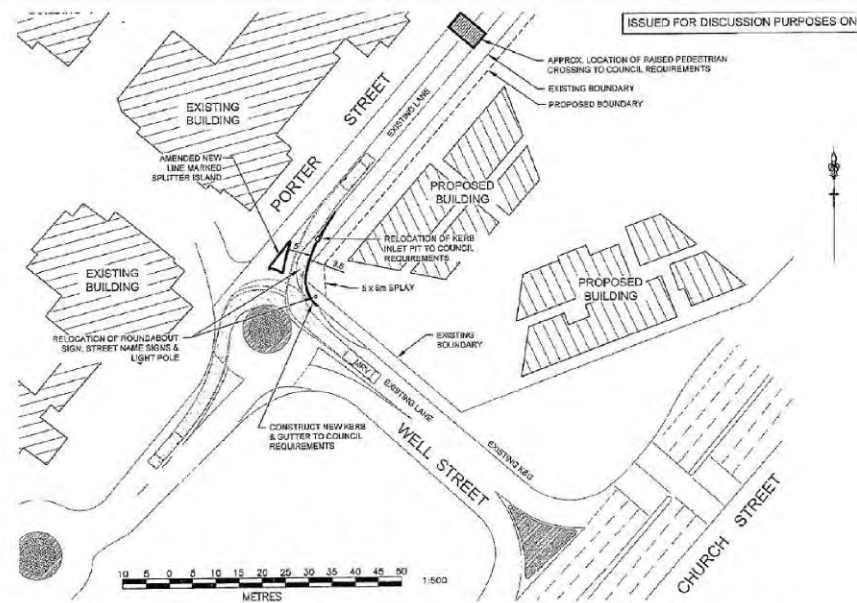 ISSUED FOR DISCUSSION PURPOSES ON
APPROX. LOCATION OF RAISED PEDESTRIAN
CROSSING TO COUNCIL REQUIREMENTS
EXISTING BOUNDARY
PROPOSED BOUNDARY
EXISTING
BUILDING
PORTER STREET
EXISTING LANE
AMENDED NEW
LINE MARKED
SPLITTER ISLAND
PROPOSED
BUILDING
RELOCATION OF KERB
INLET PIT TO COUNCIL
REQUIREMENTS
5
3.5
EXISTING
BUILDING
PROPOSED
BUILDING
RELOCATION OF ROUNDABOUT
SIGN, STREET NAME SIGNS &
LIGHT POLE
EXISTING
BOUNDARY
MRV
EXISTING LANE
CONSTRUCT NEW KERB
& GUTTER TO COUNCIL
REQUIREMENTS
WELL STREET
EXISTING K&G
CHURCH STREET
10 5 0 5 10 15 20 25 30 35 40 45 50
1:500
METRES